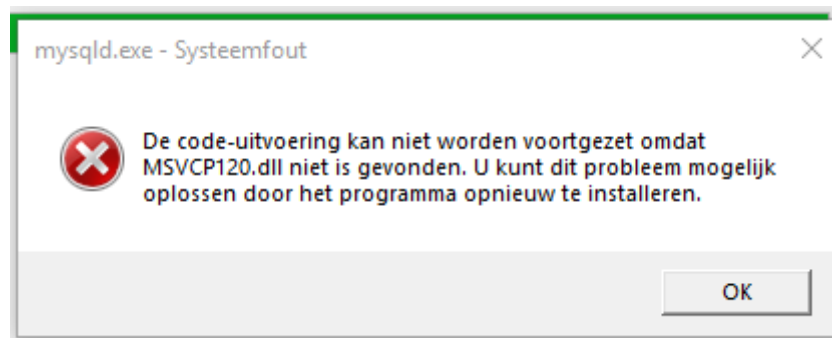 mysqld.exe - Systeemfout
De code-uitvoering kan niet worden voortgezet omdat
MSVCP120.dll niet is gevonden. U kunt dit probleem mogelijk
oplossen door het programma opnieuw te installeren.
OK